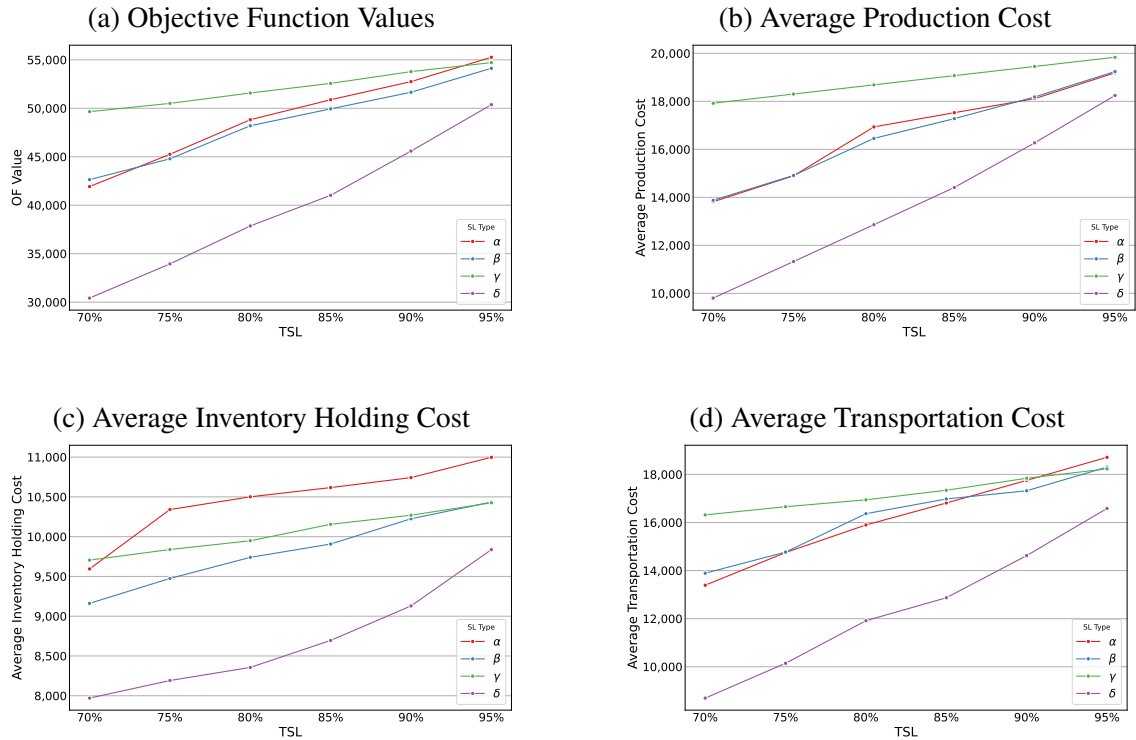 (a) Objective Function Values
55,000
50,000
45,000
40,000
35,000
30,000
OF Value
70% 75% 80% 85% 90% 95%
TSL
SL Type
α
β
γ
δ
(b) Average Production Cost
20,000
18,000
16,000
14,000
12,000
10,000
Average Production Cost
70% 75% 80% 85% 90% 95%
TSL
SL Type
α
β
γ
δ
(c) Average Inventory Holding Cost
11,000
10,500
10,000
9,500
9,000
8,500
8,000
Average Inventory Holding Cost
70% 75% 80% 85% 90% 95%
TSL
SL Type
α
β
γ
δ
(d) Average Transportation Cost
18,000
16,000
14,000
12,000
10,000
Average Transportation Cost
70% 75% 80% 85% 90% 95%
TSL
SL Type
α
β
γ
δ